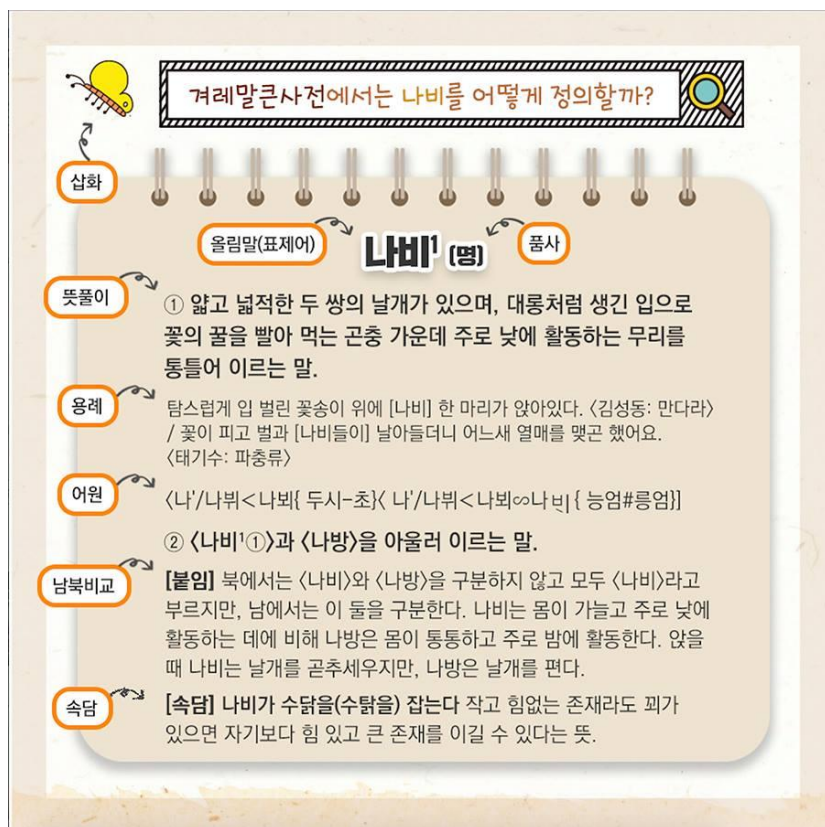 겨레말큰사전에서는 나비를 어떻게 정의할까?
삽화
올림말(표제어)
나비¹ (명)
품사
뜻풀이
① 얇고 넓적한 두 쌍의 날개가 있으며, 대롱처럼 생긴 입으로
꽃의 꿀을 빨아 먹는 곤충 가운데 주로 낮에 활동하는 무리를
통틀어 이르는 말.
용례
탐스럽게 입 벌린 꽃송이 위에 [나비] 한 마리가 앉아있다. 〈김성동: 만다라〉
/ 꽃이 피고 벌과 [나비들이] 날아들더니 어느새 열매를 맺곤 했어요.
〈태기수: 파충류〉
어원
〈나'/나뷔<나뵈{ 두시-초}〈 나'/나뷔<나뵈∽나ᄇᆡ { 능엄#릉엄}]
② 〈나비¹①〉과 〈나방〉을 아울러 이르는 말.
남북비교
[붙임] 북에서는 〈나비〉와 〈나방〉을 구분하지 않고 모두 〈나비〉라고
부르지만, 남에서는 이 둘을 구분한다. 나비는 몸이 가늘고 주로 낮에
활동하는 데에 비해 나방은 몸이 통통하고 주로 밤에 활동한다. 앉을
때 나비는 날개를 곧추세우지만, 나방은 날개를 편다.
속담
[속담] 나비가 수닭을(수탉을) 잡는다 작고 힘없는 존재라도 꾀가
있으면 자기보다 힘 있고 큰 존재를 이길 수 있다는 뜻.